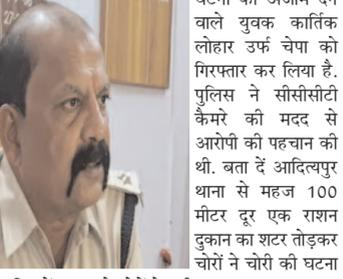 वाले युवक कार्तिक
लोहार उर्फ चेपा को
गिरफ्तार कर लिया है.
पुलिस ने सीसीसीटी
कैमरे की मदद से
आरोपी की पहचान की
थी. बता दें आदित्यपुर
थाना से महज 100
मीटर दूर एक राशन
दुकान का शटर तोड़कर
चोरों ने चोरी की घटना